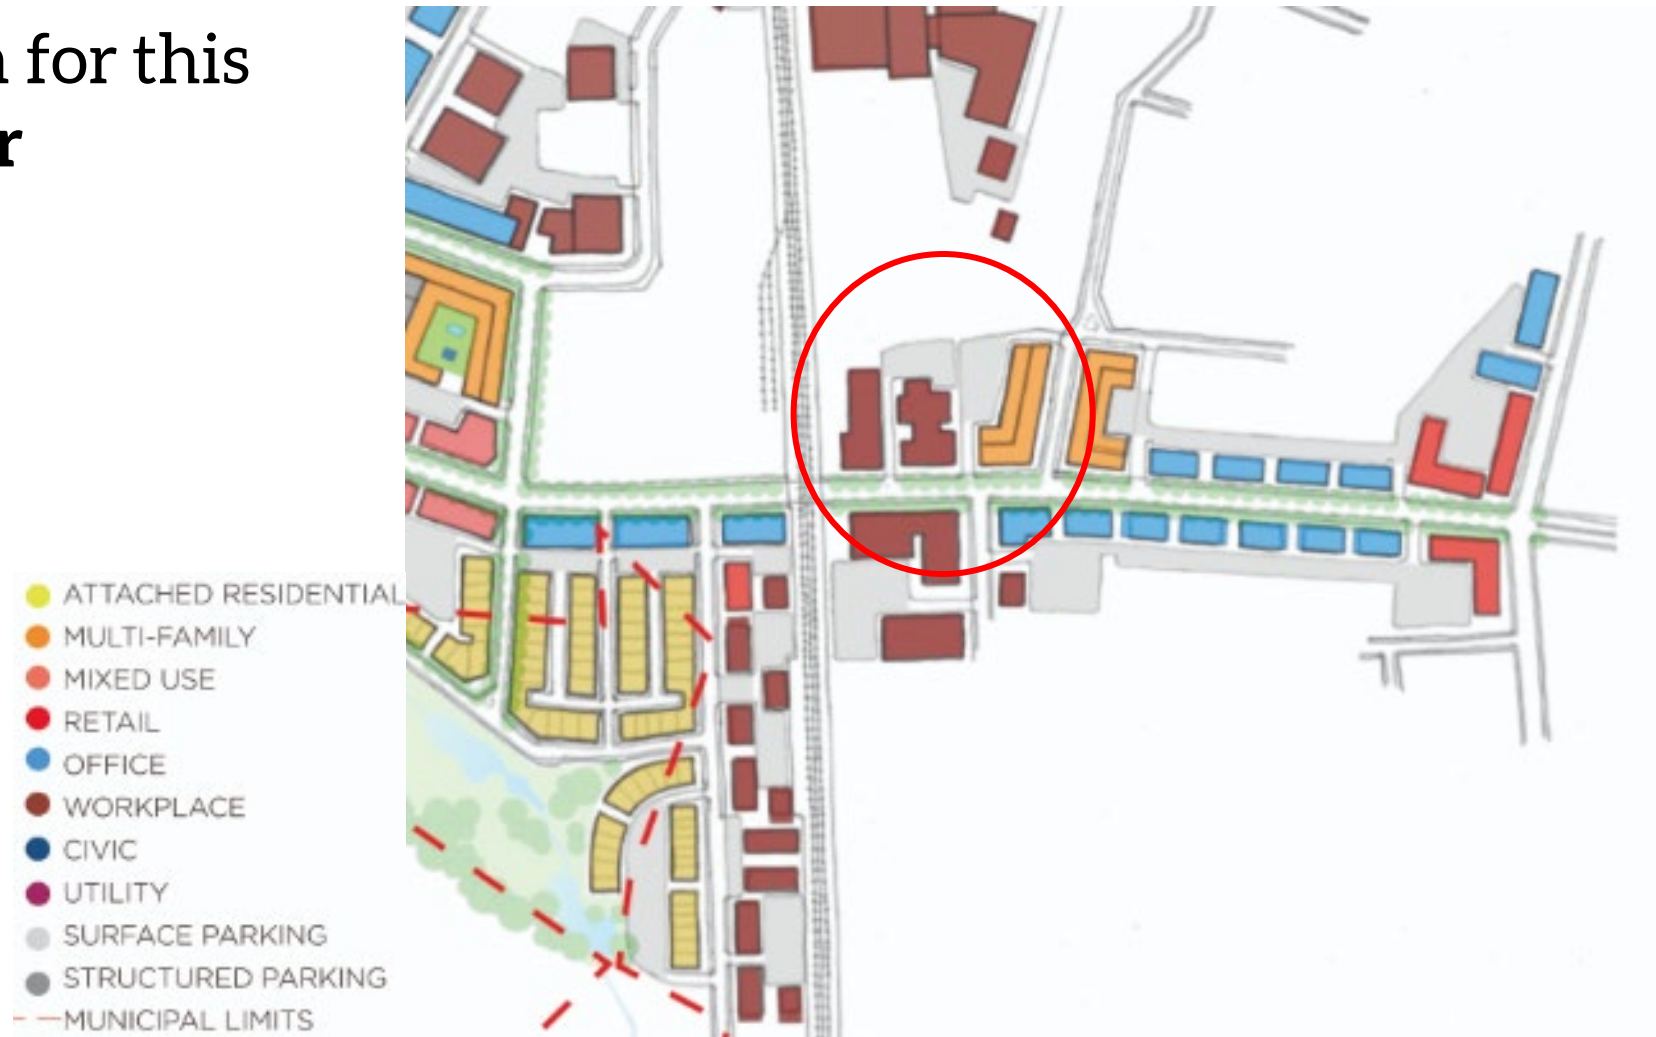 for this
r
ATTACHED RESIDENTIAL
MULTI-FAMILY
MIXED USE
RETAIL
OFFICE
WORKPLACE
CIVIC
UTILITY
SURFACE PARKING
STRUCTURED PARKING
MUNICIPAL LIMITS